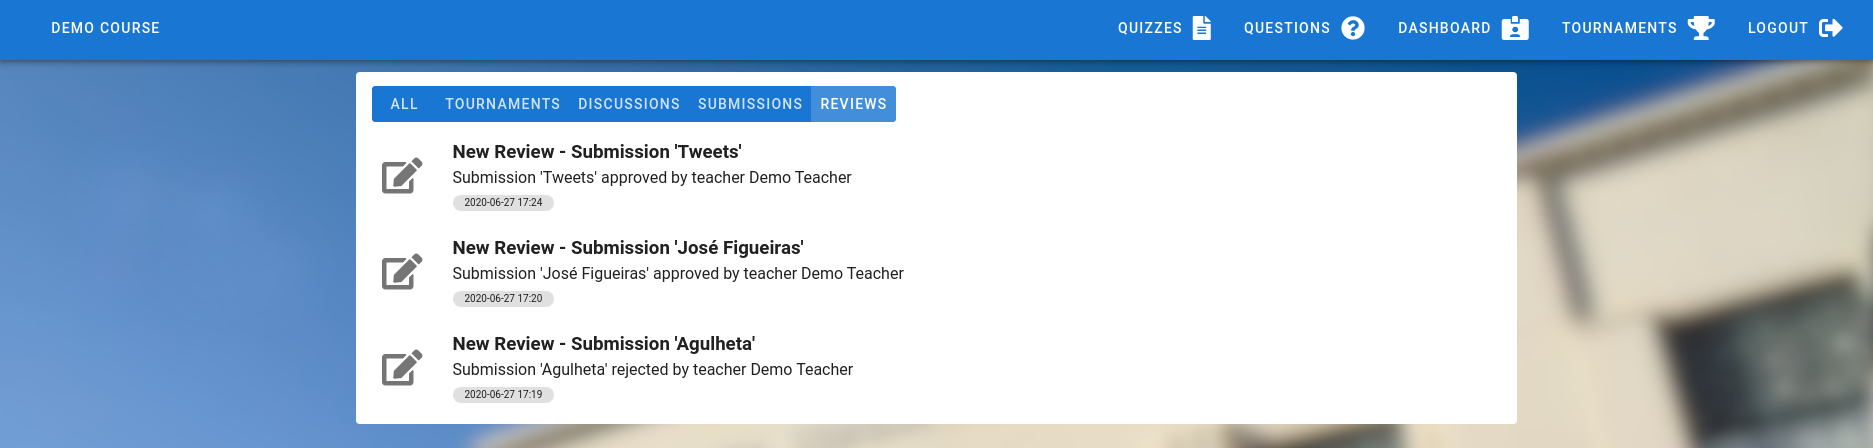 DEMO COURSE
QUIZZES QUESTIONS DASHBOARD TOURNAMENTS LOGOUT
ALL TOURNAMENTS DISCUSSIONS SUBMISSIONS REVIEWS
New Review - Submission 'Tweets'
Submission 'Tweets' approved by teacher Demo Teacher
2020-06-27 17:24
New Review - Submission 'José Figueiras'
Submission 'José Figueiras' approved by teacher Demo Teacher
2020-06-27 17:20
New Review - Submission 'Agulheta'
Submission 'Agulheta' rejected by teacher Demo Teacher
2020-06-27 17:19